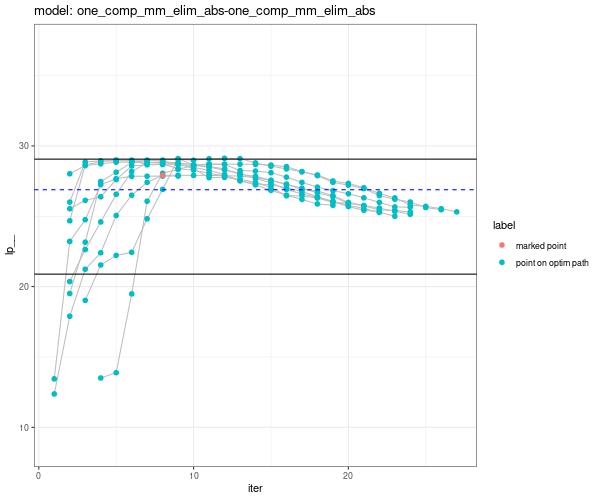 model: one_comp_mm_elim_abs-one_comp_mm_elim_abs
30
20
10
lp__
0
10
20
iter
label
marked point
point on optim path